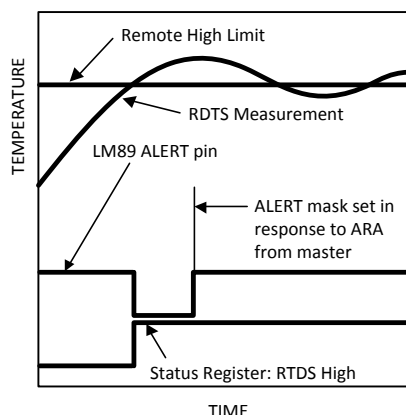 Remote High Limit
RDTS Measurement
LM89 ALERT pin
TEMPERATURE
ALERT mask set in
response to ARA
from master
Status Register: RTDS High
TIME